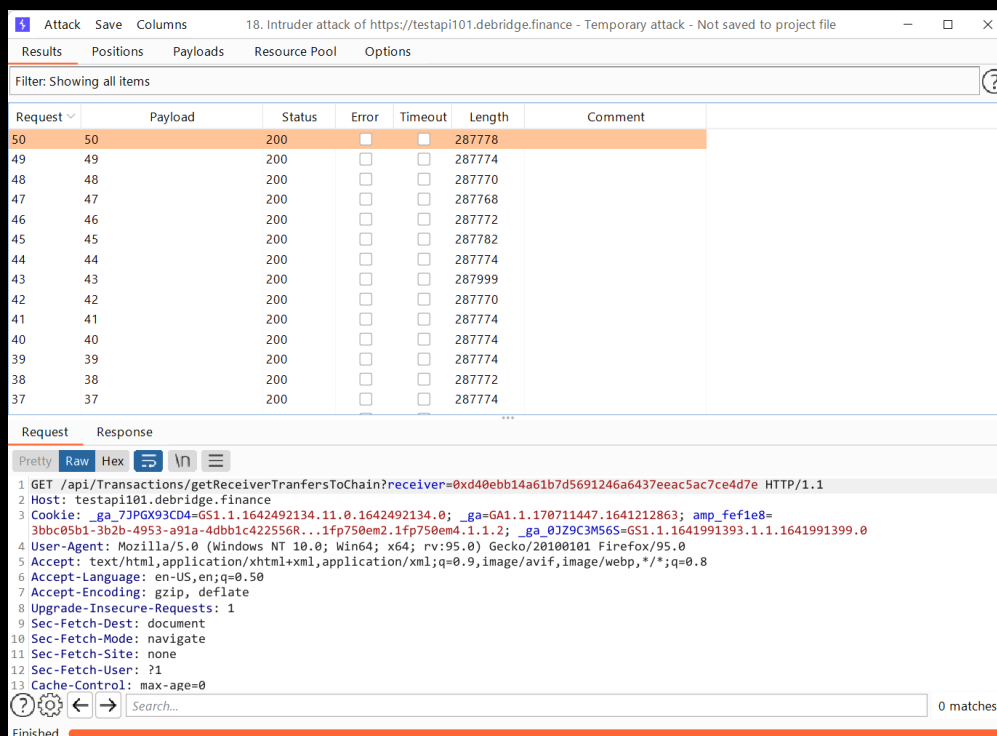 Attack Save Columns 18. Intruder attack of https://testapi101.debridge.finance - Temporary attack - Not saved to project file
Results Positions Payloads Resource Pool Options
Filter: Showing all items
Request Payload Status Error Timeout Length Comment
50 50 200 287778
49 49 200 287774
48 48 200 287770
47 47 200 287768
46 46 200 287772
45 45 200 287782
44 44 200 287774
43 43 200 287999
42 42 200 287770
41 41 200 287774
40 40 200 287774
39 39 200 287774
38 38 200 287772
37 37 200 287774
Request Response
Pretty Raw Hex \n
1 GET /api/Transactions/getReceiverTranfersToChain?receiver=0xd40ebb14a61b7d5691246a6437eeac5ac7ce4d7e HTTP/1.1
2 Host: testapi101.debridge.finance
3 Cookie: _ga_7JPGX93CD4=GS1.1.1642492134.11.0.1642492134.0; _ga=GA1.1.170711447.1641212863; amp_fef1e8=
3bbc05b1-3b2b-4953-a91a-4dbb1c422556R...1fp750em2.1fp750em4.1.1.2; _ga_0JZ9C3M56S=GS1.1.1641991393.1.1.1641991399.0
4 User-Agent: Mozilla/5.0 (Windows NT 10.0; Win64; x64; rv:95.0) Gecko/20100101 Firefox/95.0
5 Accept: text/html,application/xhtml+xml,application/xml;q=0.9,image/avif,image/webp,*/*;q=0.8
6 Accept-Language: en-US,en;q=0.50
7 Accept-Encoding: gzip, deflate
8 Upgrade-Insecure-Requests: 1
9 Sec-Fetch-Dest: document
10 Sec-Fetch-Mode: navigate
11 Sec-Fetch-Site: none
12 Sec-Fetch-User: ?1
13 Cache-Control: max-age=0
Search... 0 matches
Finished